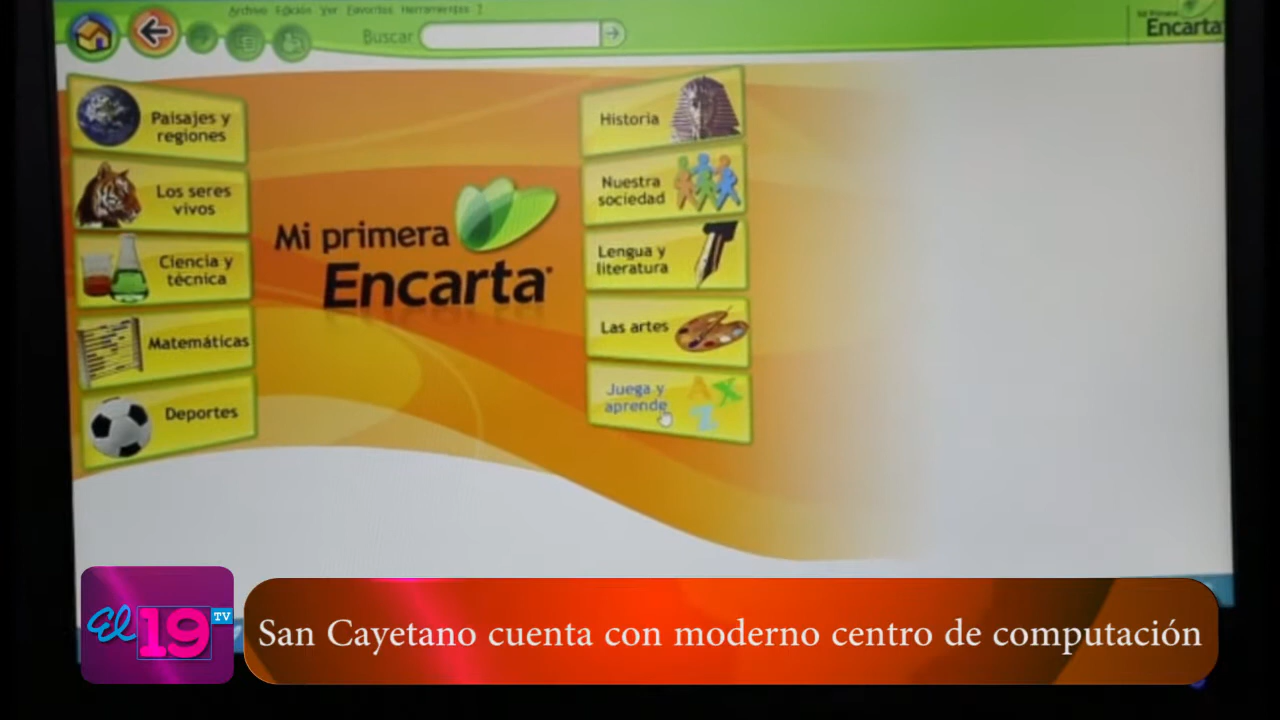 Archivo Edición Ver Favoritos Herramientas ?
Buscar
Mi Primera
Encarta
Paisajes y
regiones
Los seres
vivos
Ciencia y
técnica
Matemáticas
Deportes
Mi primera
Encarta
Historia
Nuestra
sociedad
Lengua y
literatura
Las artes
Juega y
aprende
A X
Z
El 19 TV
San Cayetano cuenta con moderno centro de computación